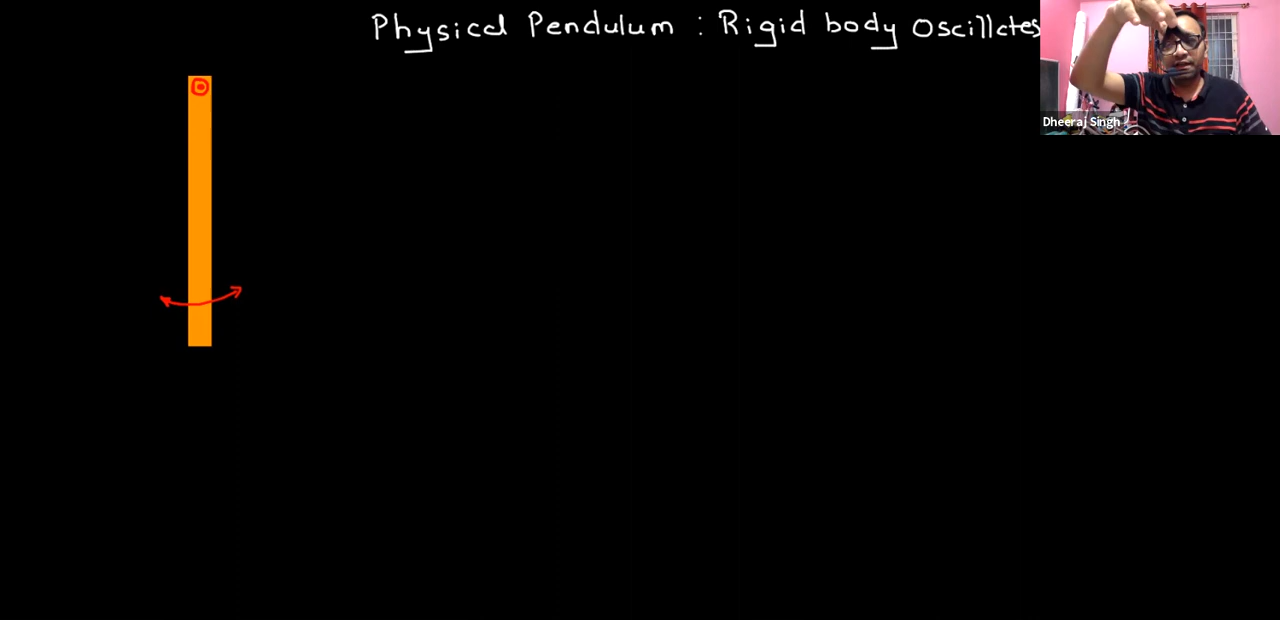 Physical Pendulum : Rigid body Oscillates
Dheeraj Singh